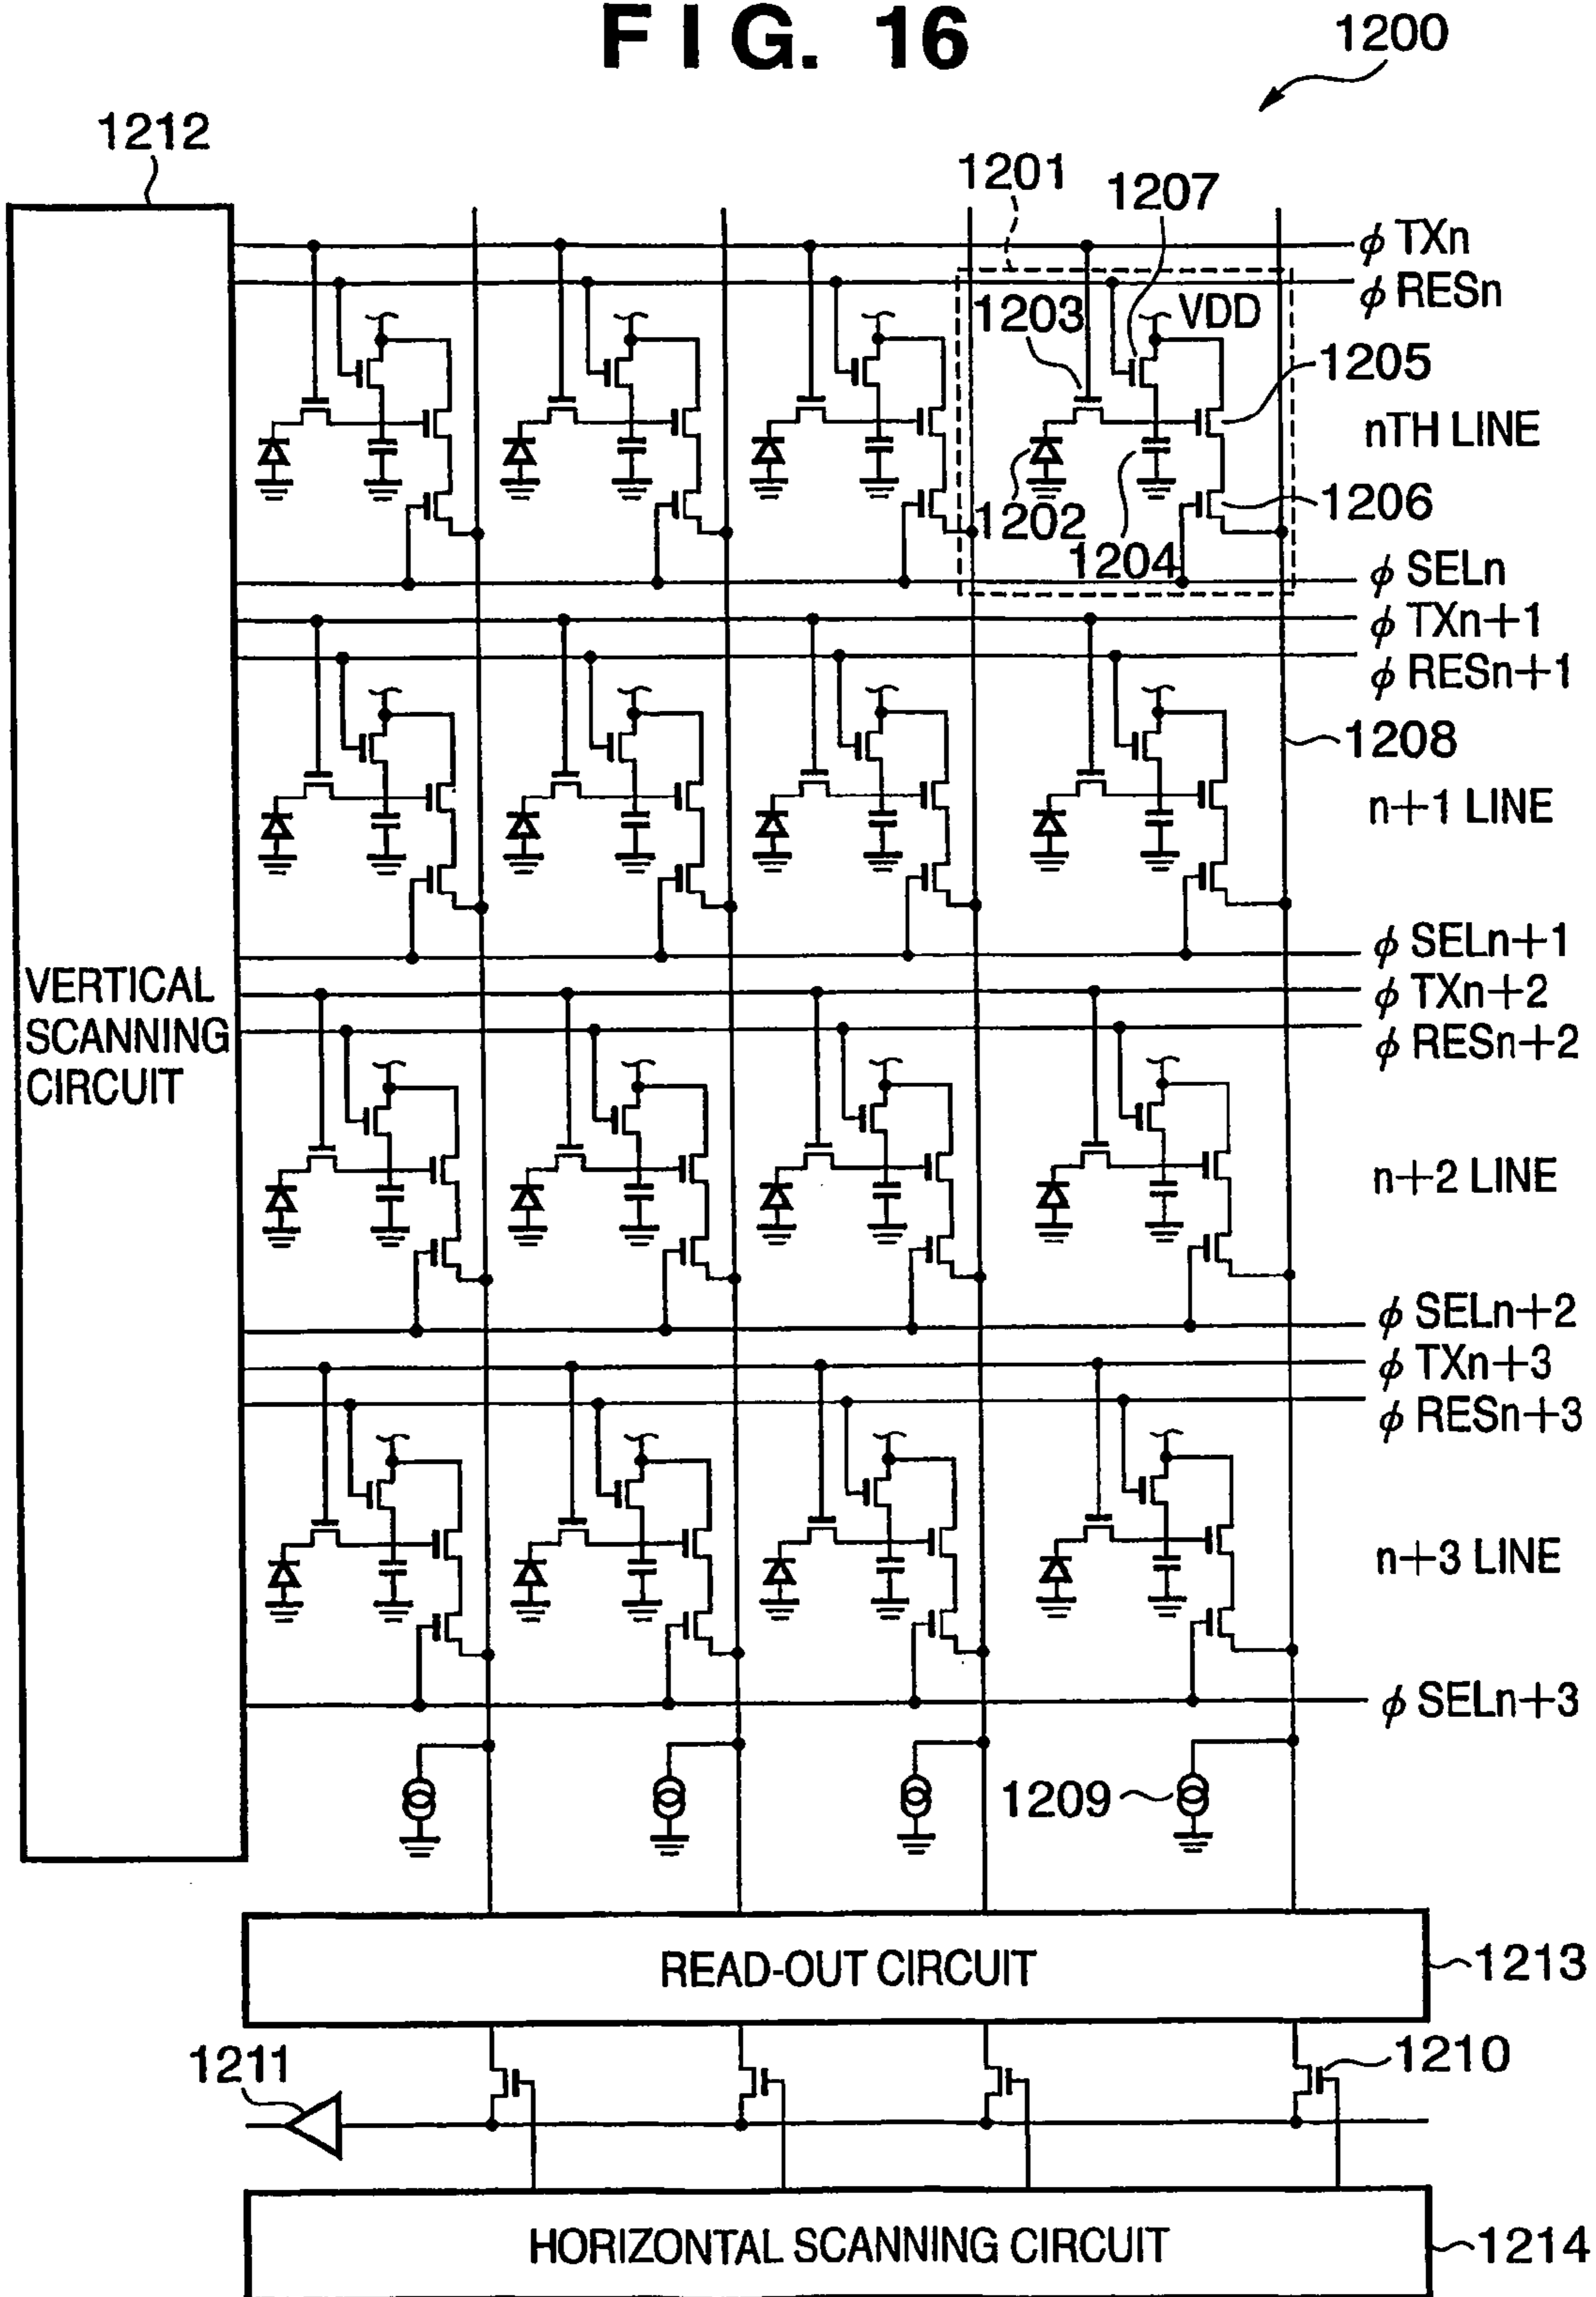 FIG. 16
1200
1212
1201
1207
φ TXn
φ RESn
1203
VDD
1205
nTH LINE
1202
1204
1206
φ SELn
φ TXn+1
φ RESn+1
1208
n+1 LINE
φ SELn+1
VERTICAL
SCANNING
CIRCUIT
φ TXn+2
φ RESn+2
n+2 LINE
φ SELn+2
φ TXn+3
φ RESn+3
n+3 LINE
φ SELn+3
1209
READ-OUT CIRCUIT
1213
1211
1210
HORIZONTAL SCANNING CIRCUIT
1214